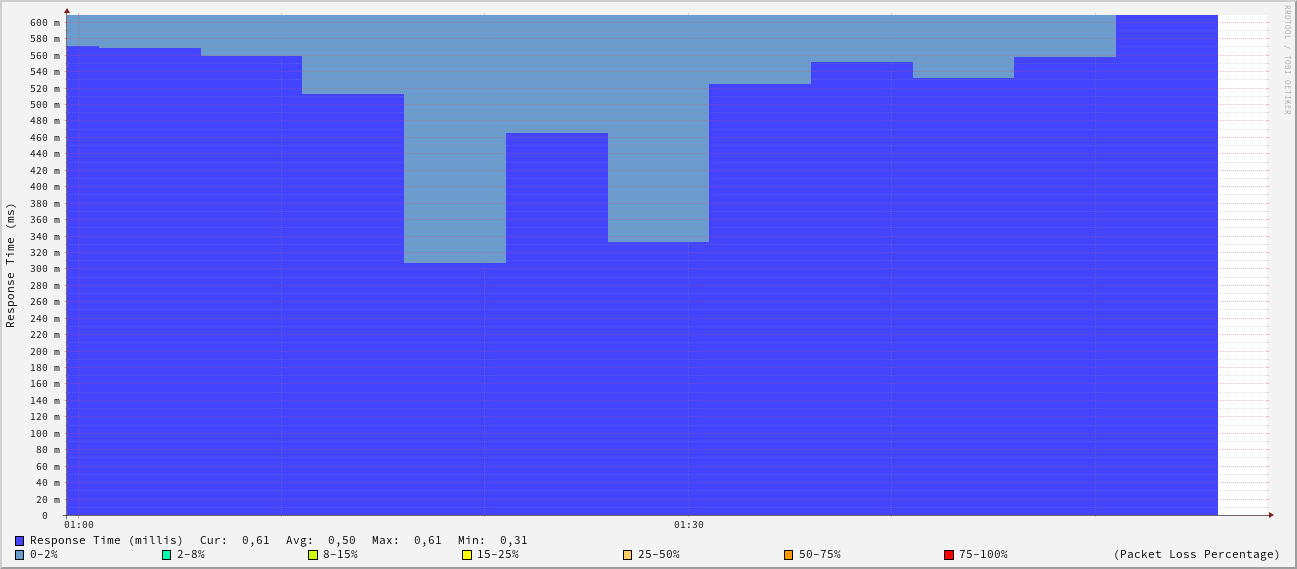 RRDTOOL / TOBI OETIKER
Response Time (ms)
600 m
580 m
560 m
540 m
520 m
500 m
480 m
460 m
440 m
420 m
400 m
380 m
360 m
340 m
320 m
300 m
280 m
260 m
240 m
220 m
200 m
180 m
160 m
140 m
120 m
100 m
80 m
60 m
40 m
20 m
0
01:00 01:30
Response Time (millis) Cur: 0,61 Avg: 0,50 Max: 0,61 Min: 0,31
0-2% 2-8% 8-15% 15-25% 25-50% 50-75% 75-100% (Packet Loss Percentage)